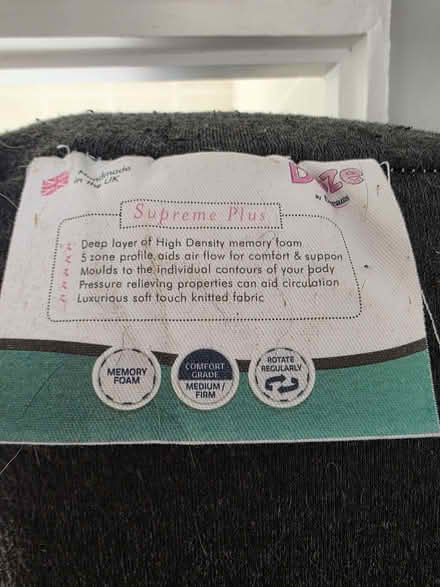 Handmade
in the UK
Supreme Plus
Deep layer of High Density memory foam
5 zone profile aids air flow for comfort & support
Moulds to the individual contours of your body
Pressure relieving properties can aid circulation
Luxurious soft touch knitted fabric
MEMORY
FOAM
COMFORT
GRADE
MEDIUM/
FIRM
ROTATE
REGULARLY